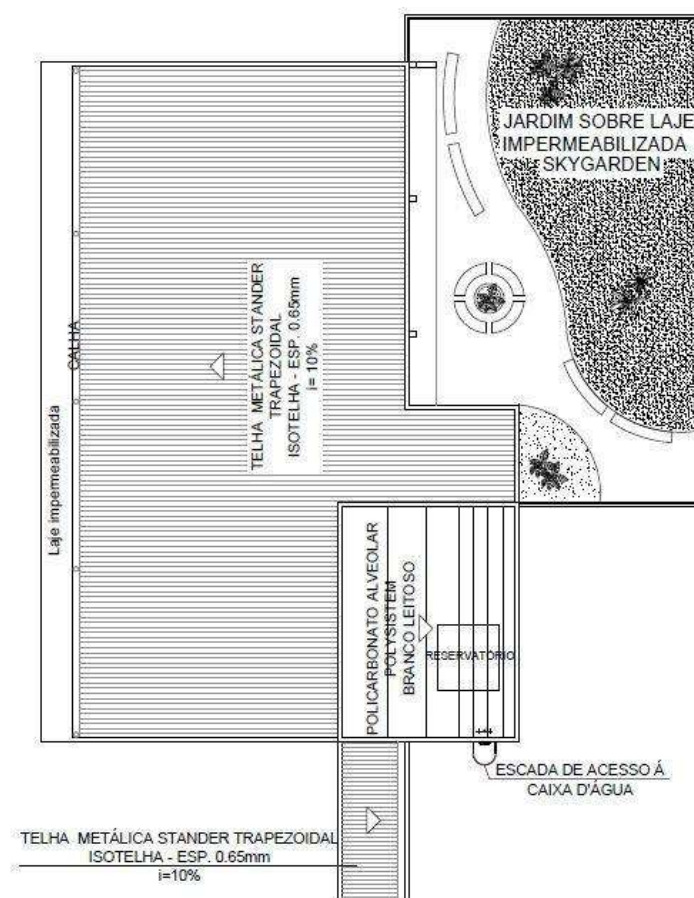 JARDIM SOBRE LAJE
IMPERMEABILIZADA
SKYGARDEN
TELHA METÁLICA STANDER
TRAPEZOIDAL
ISOTELHA - ESP. 0.65mm
i= 10%
CALHA
Laje impermeabilizada
POLICARBONATO ALVEOLAR
POLYSISTEM
BRANCO LEITOSO
RESERVATÓRIO
ESCADA DE ACESSO Á
CAIXA D'ÁGUA
TELHA METÁLICA STANDER TRAPEZOIDAL
ISOTELHA - ESP. 0.65mm
i=10%